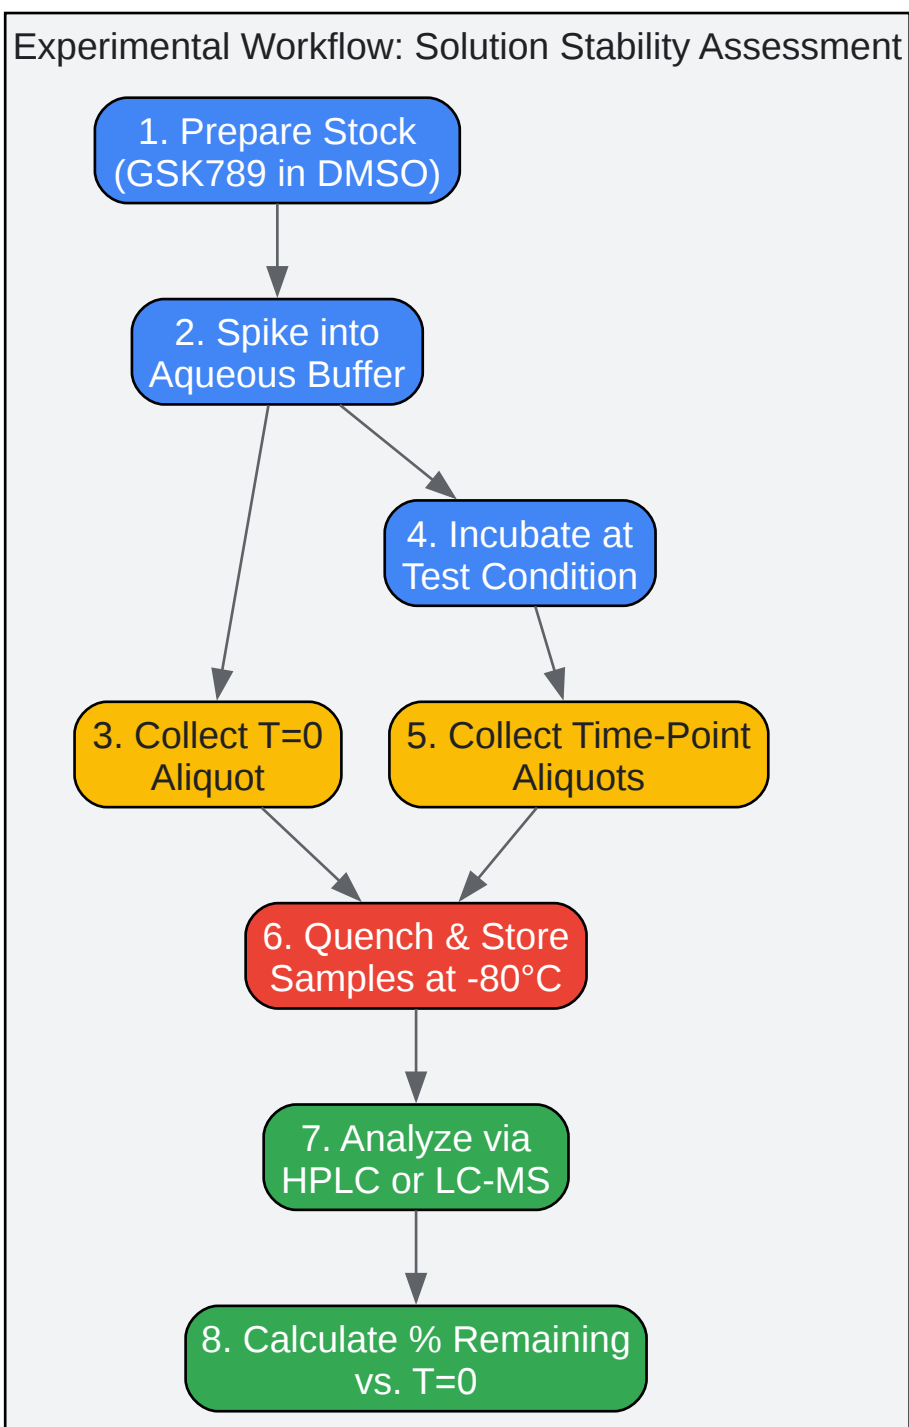 Experimental Workflow: Solution Stability Assessment
1. Prepare Stock
(GSK789 in DMSO)
2. Spike into
Aqueous Buffer
4. Incubate at
Test Condition
3. Collect T=0
Aliquot
5. Collect Time-Point
Aliquots
6. Quench & Store
Samples at -80°C
7. Analyze via
HPLC or LC-MS
8. Calculate % Remaining
vs. T=0